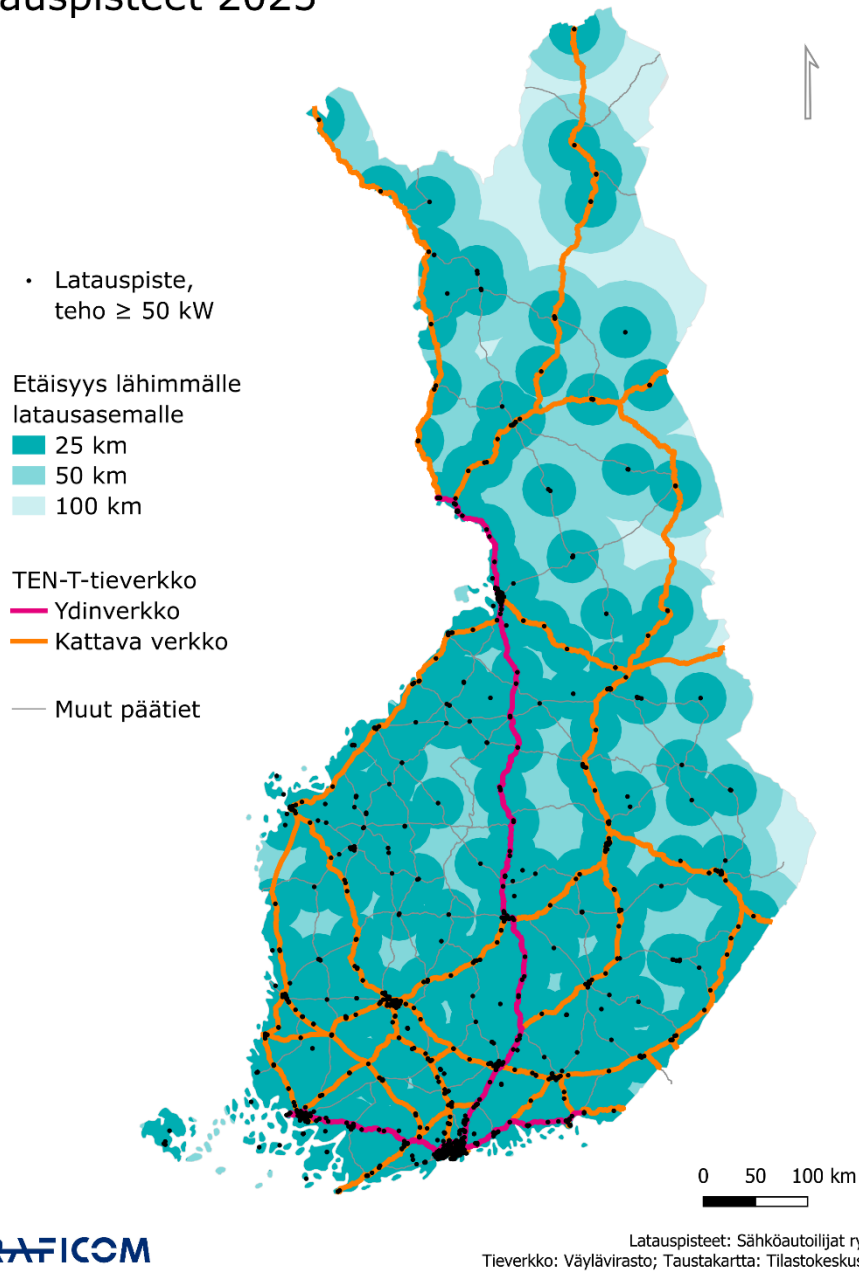 2025
Latauspiste,
teho ≥ 50 kW
Etäisyys lähimmälle
latausasemalle
25 km
50 km
100 km
TEN-T-tieverkko
Ydinverkko
Kattava verkko
Muut päätiet
0 50 100 km
Latauspisteet: Sähköautoilijat ry
Tieverkko: Väylävirasto; Taustakartta: Tilastokeskus